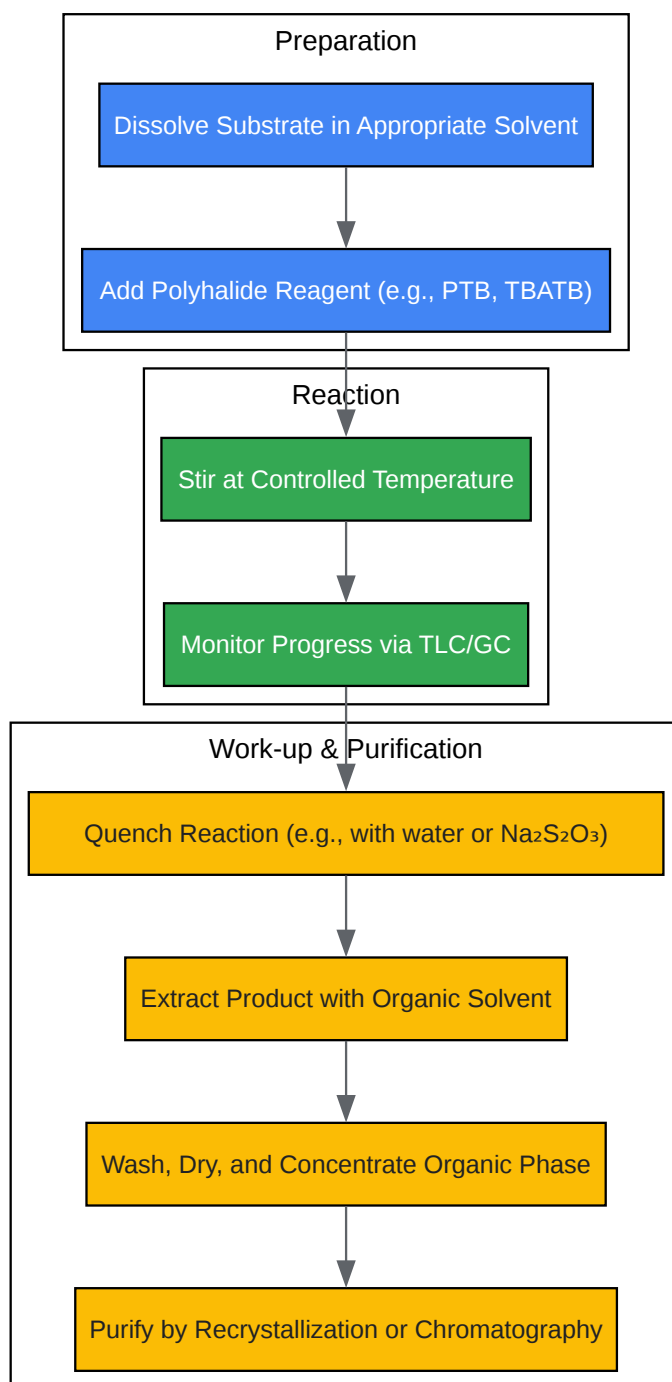 Preparation
Dissolve Substrate in Appropriate Solvent
Add Polyhalide Reagent (e.g., PTB, TBATB)
Reaction
Stir at Controlled Temperature
Monitor Progress via TLC/GC
Work-up & Purification
Quench Reaction (e.g., with water or Na₂S₂O₃)
Extract Product with Organic Solvent
Wash, Dry, and Concentrate Organic Phase
Purify by Recrystallization or Chromatography